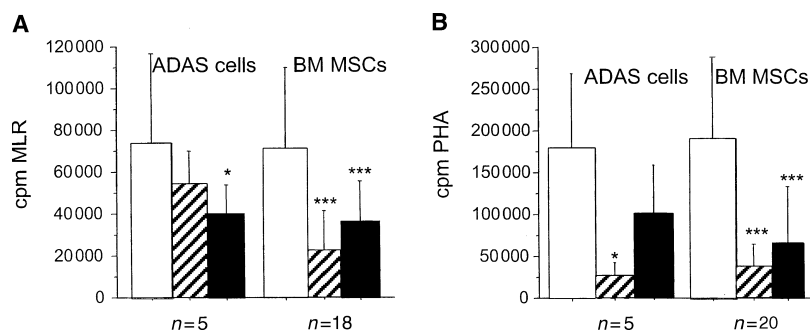 A
120000
100000
80000
60000
40000
20000
0
cpm MLR
ADAS cells
BM MSCs
*
***
***
n=5
n=18
B
300000
250000
200000
150000
100000
50000
0
cpm PHA
ADAS cells
BM MSCs
*
***
***
n=5
n=20